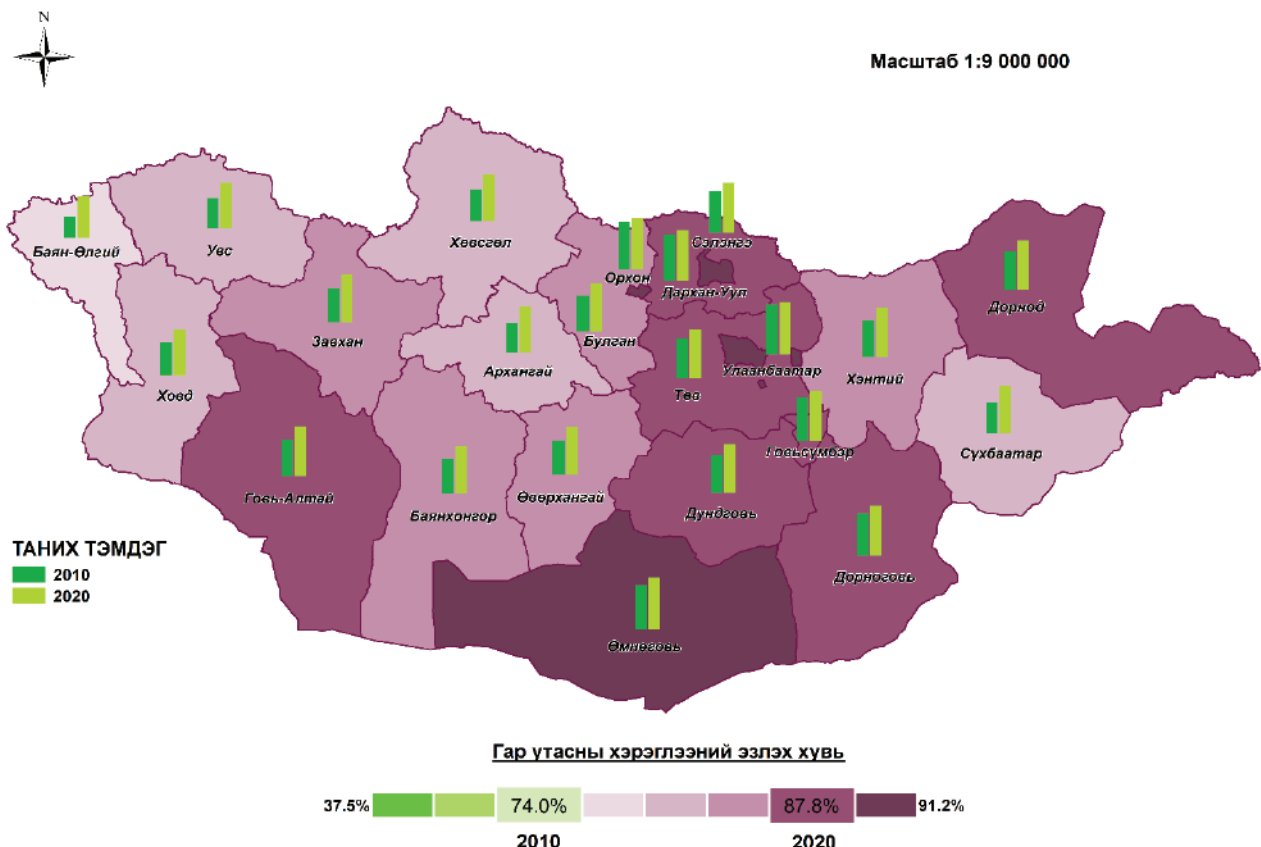 N
Масштаб 1:9 000 000
Баян-Өлгий
Увс
Хөвсгөл
Сэлэнгэ
Орхон
Дархан-Уул
Дорнод
Завхан
Булган
Архангай
Улаанбаатар
Хэнтий
Ховд
Төв
Говьсүмбэр
Сүхбаатар
Говь-Алтай
Баянхонгор
Өвөрхангай
Дундговь
Дорноговь
Өмнөговь
ТАНИХ ТЭМДЭГ
2010
2020
Гар утасны хэрэглээний эзлэх хувь
37.5% 74.0% 87.8% 91.2%
2010 2020